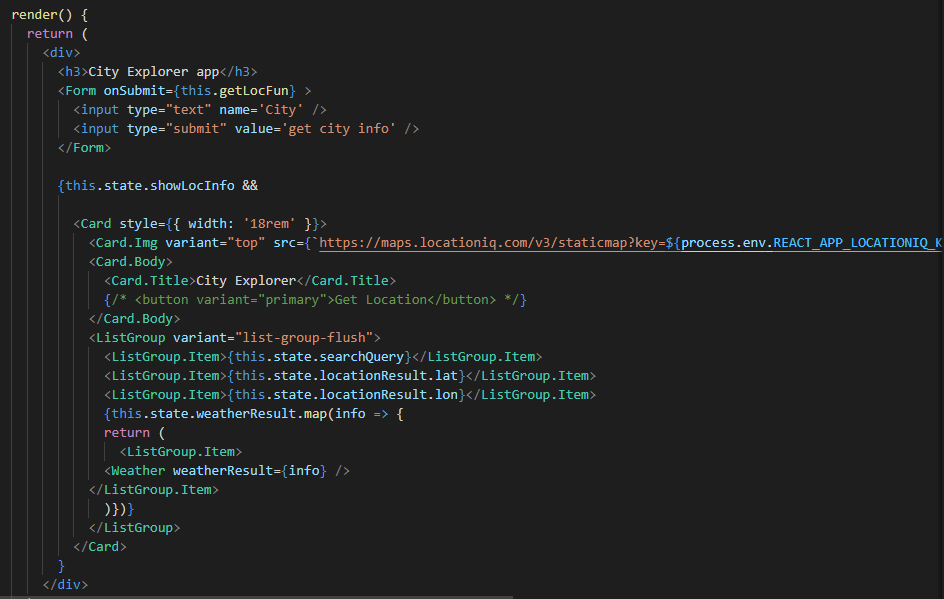 render() {
return (
<div>
<h3>City Explorer app</h3>
<Form onSubmit={this.getLocFun} >
<input type="text" name='City' />
<input type="submit" value='get city info' />
</Form>
{this.state.showLocInfo &&
<Card style={{ width: '18rem' }}>
<Card.Img variant="top" src={`https://maps.locationiq.com/v3/staticmap?key=${process.env.REACT_APP_LOCATIONIQ_K
<Card.Body>
<Card.Title>City Explorer</Card.Title>
{/* <button variant="primary">Get Location</button> */}
</Card.Body>
<ListGroup variant="list-group-flush">
<ListGroup.Item>{this.state.searchQuery}</ListGroup.Item>
<ListGroup.Item>{this.state.locationResult.lat}</ListGroup.Item>
<ListGroup.Item>{this.state.locationResult.lon}</ListGroup.Item>
{this.state.weatherResult.map(info => {
return (
<ListGroup.Item>
<Weather weatherResult={info} />
</ListGroup.Item>
)})}
</ListGroup>
</Card>
}
</div>